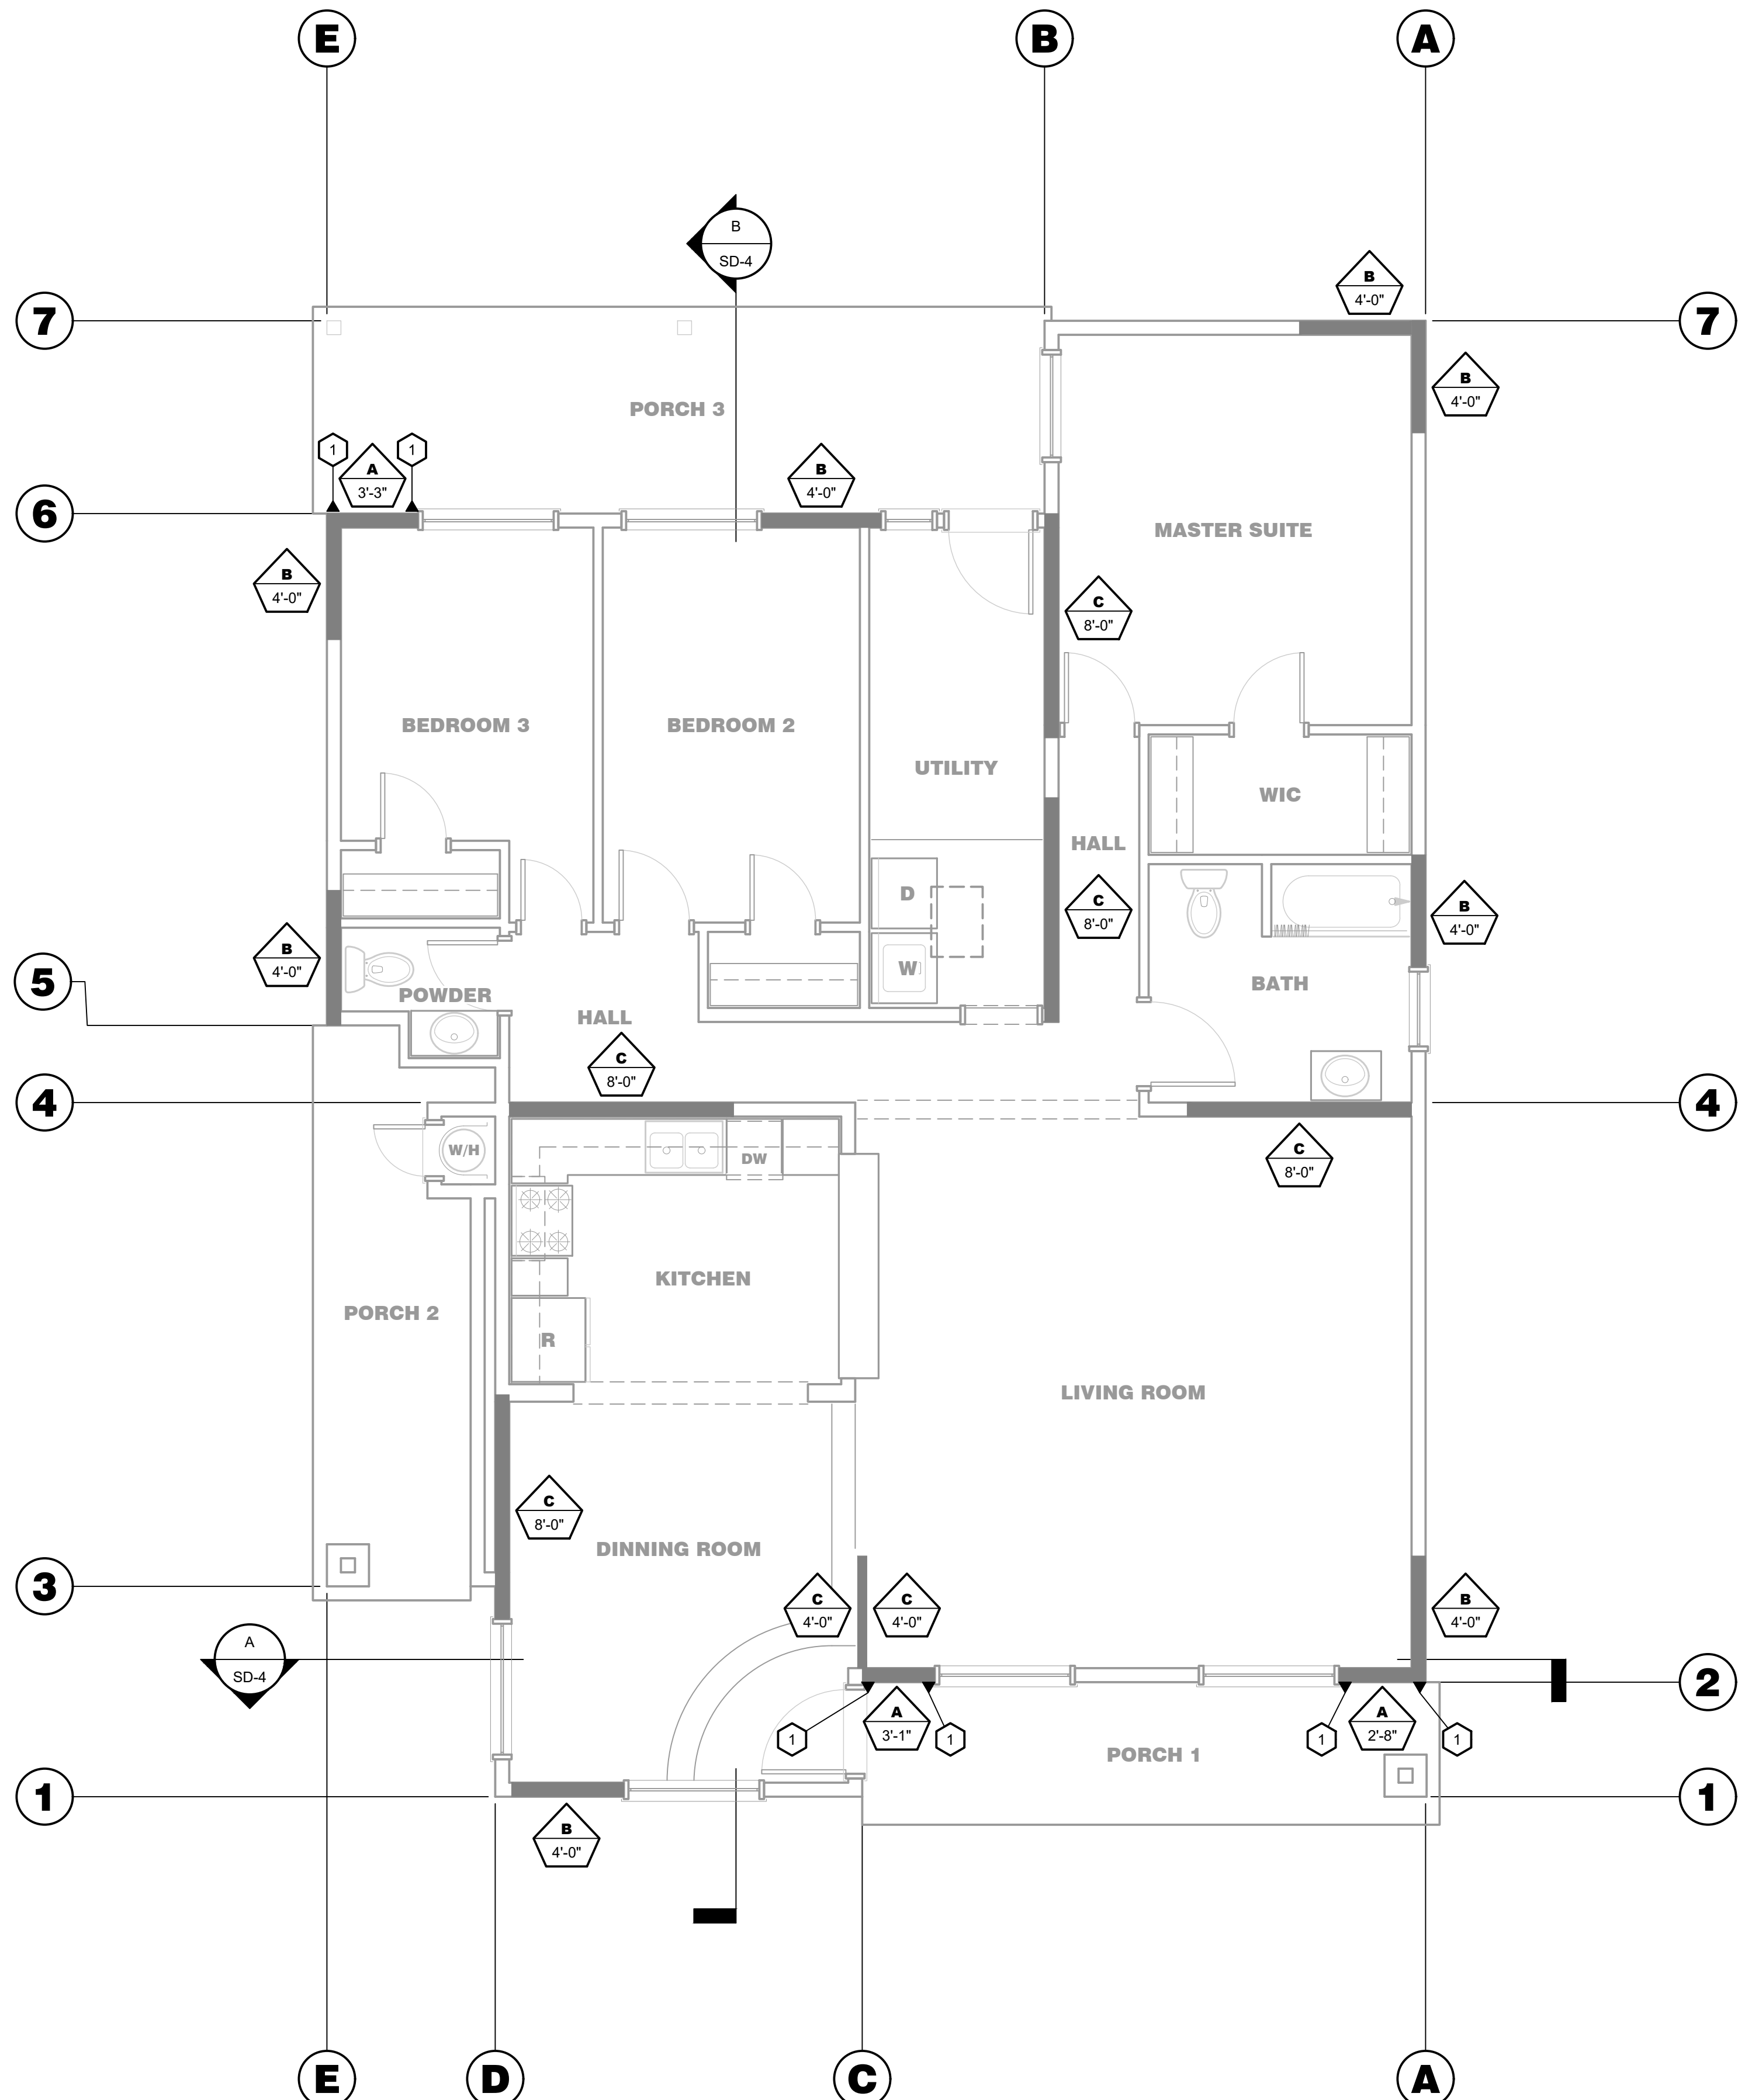 E
B
A
B
SD-4
B
4'-0"
7
7
B
4'-0"
PORCH 3
1
1
A
3'-3"
B
4'-0"
6
MASTER SUITE
B
4'-0"
C
8'-0"
BEDROOM 3
BEDROOM 2
UTILITY
WIC
HALL
D
C
8'-0"
B
4'-0"
B
4'-0"
W
5
BATH
POWDER
HALL
C
8'-0"
4
4
W/H
DW
C
8'-0"
KITCHEN
PORCH 2
R
LIVING ROOM
C
8'-0"
DINNING ROOM
3
C
4'-0"
C
4'-0"
B
4'-0"
A
SD-4
2
A
3'-1"
A
2'-8"
1
1
1
1
PORCH 1
1
1
B
4'-0"
E
D
C
A